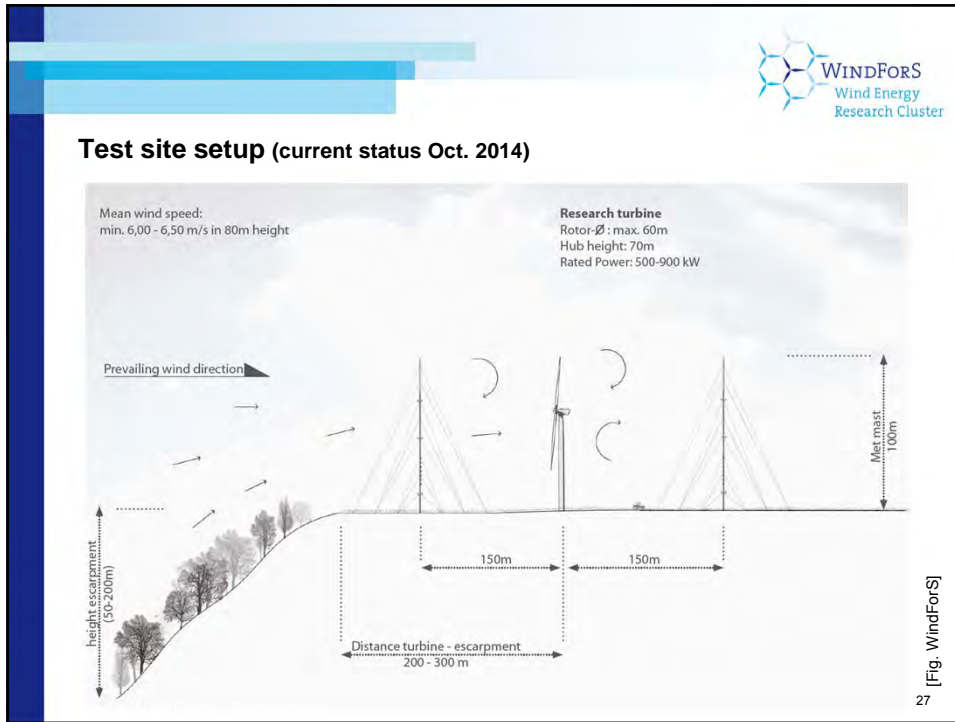 WINDFORS
Wind Energy
Research Cluster
Test site setup (current status Oct. 2014)
Mean wind speed:
min. 6,00 - 6,50 m/s in 80m height
Research turbine
Rotor-Ø : max. 60m
Hub height: 70m
Rated Power: 500-900 kW
Prevailing wind direction
Met mast
100m
height escarpment
(50-200m)
150m
150m
Distance turbine - escarpment
200 - 300 m
[Fig. WindForS]
27